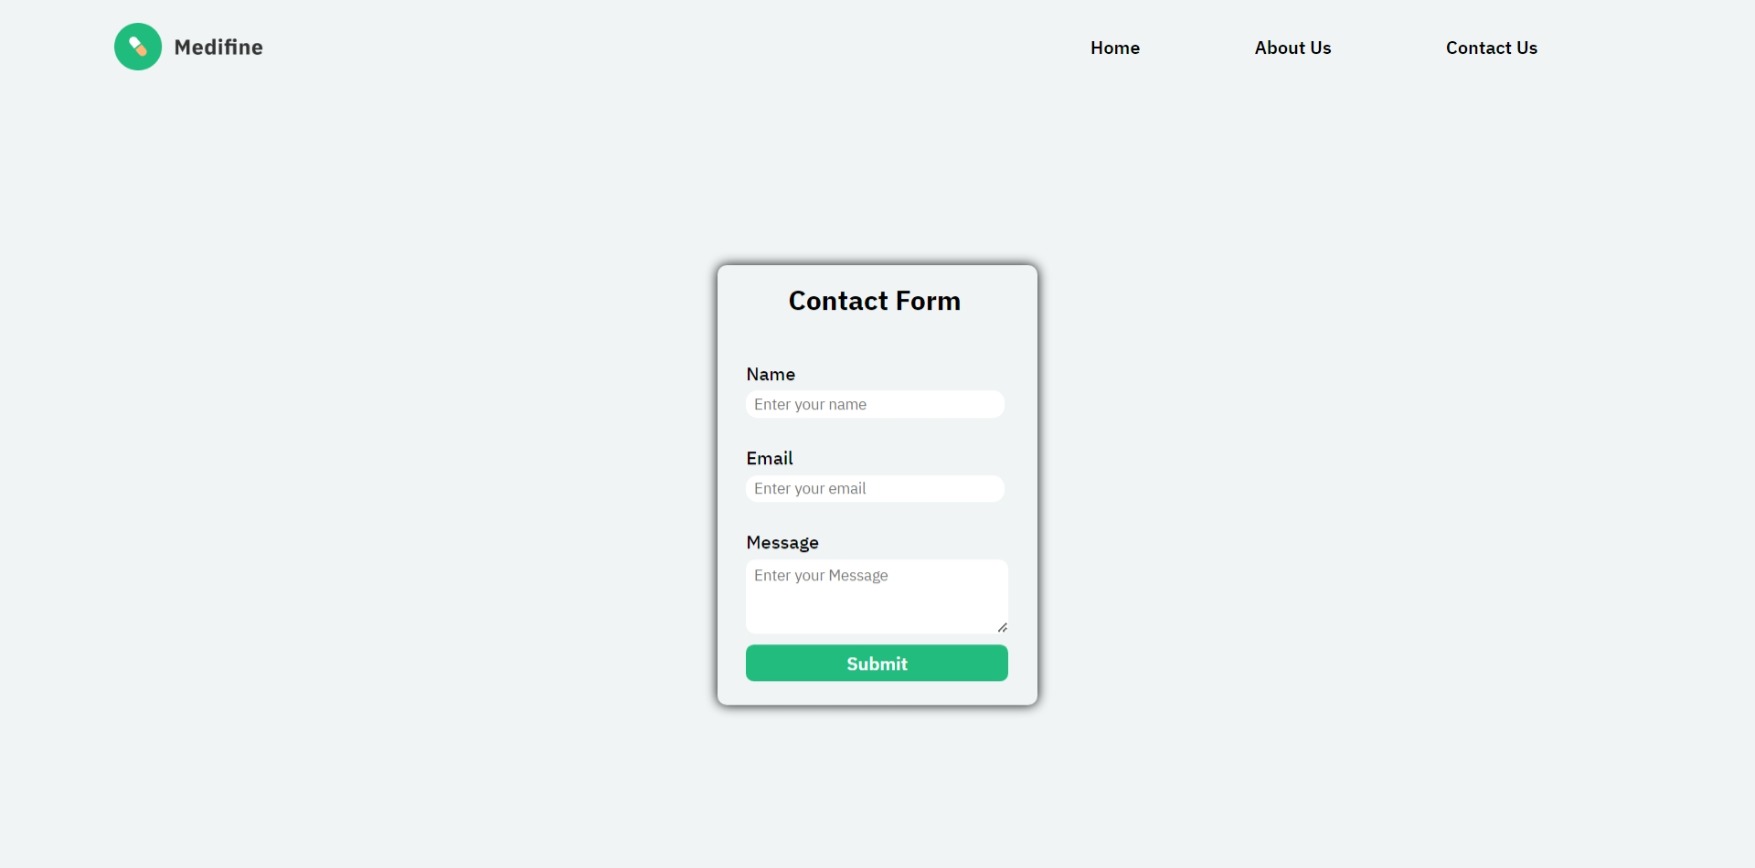 Medifine
Home About Us Contact Us
Contact Form
Name
Enter your name
Email
Enter your email
Message
Enter your Message
Submit